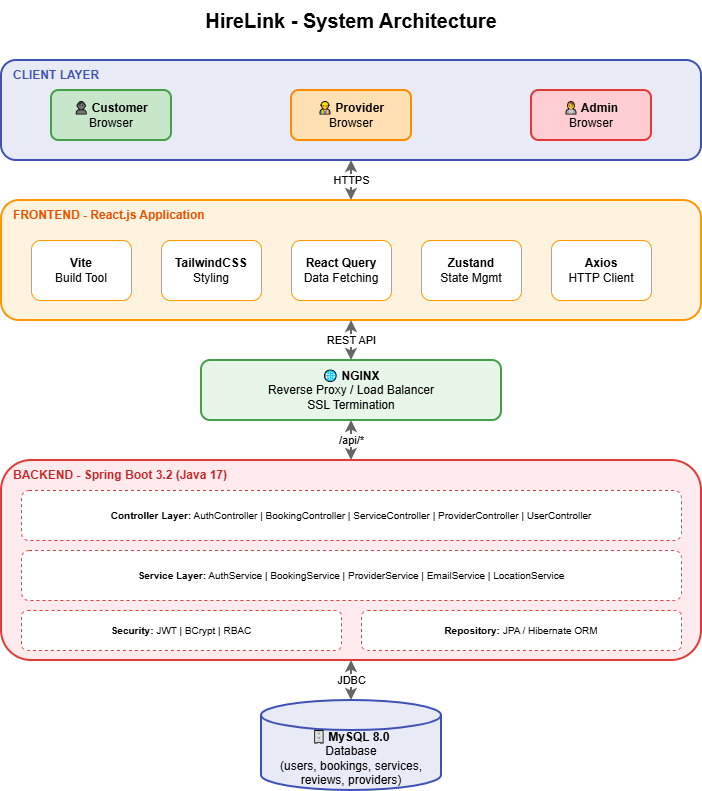 HireLink - System Architecture
CLIENT LAYER
Customer
Browser
Provider
Browser
Admin
Browser
HTTPS
FRONTEND - React.js Application
Vite
Build Tool
TailwindCSS
Styling
React Query
Data Fetching
Zustand
State Mgmt
Axios
HTTP Client
REST API
NGINX
Reverse Proxy / Load Balancer
SSL Termination
/api/*
BACKEND - Spring Boot 3.2 (Java 17)
Controller Layer: AuthController | BookingController | ServiceController | ProviderController | UserController
Service Layer: AuthService | BookingService | ProviderService | EmailService | LocationService
Security: JWT | BCrypt | RBAC
Repository: JPA / Hibernate ORM
JDBC
MySQL 8.0
Database
(users, bookings, services,
reviews, providers)